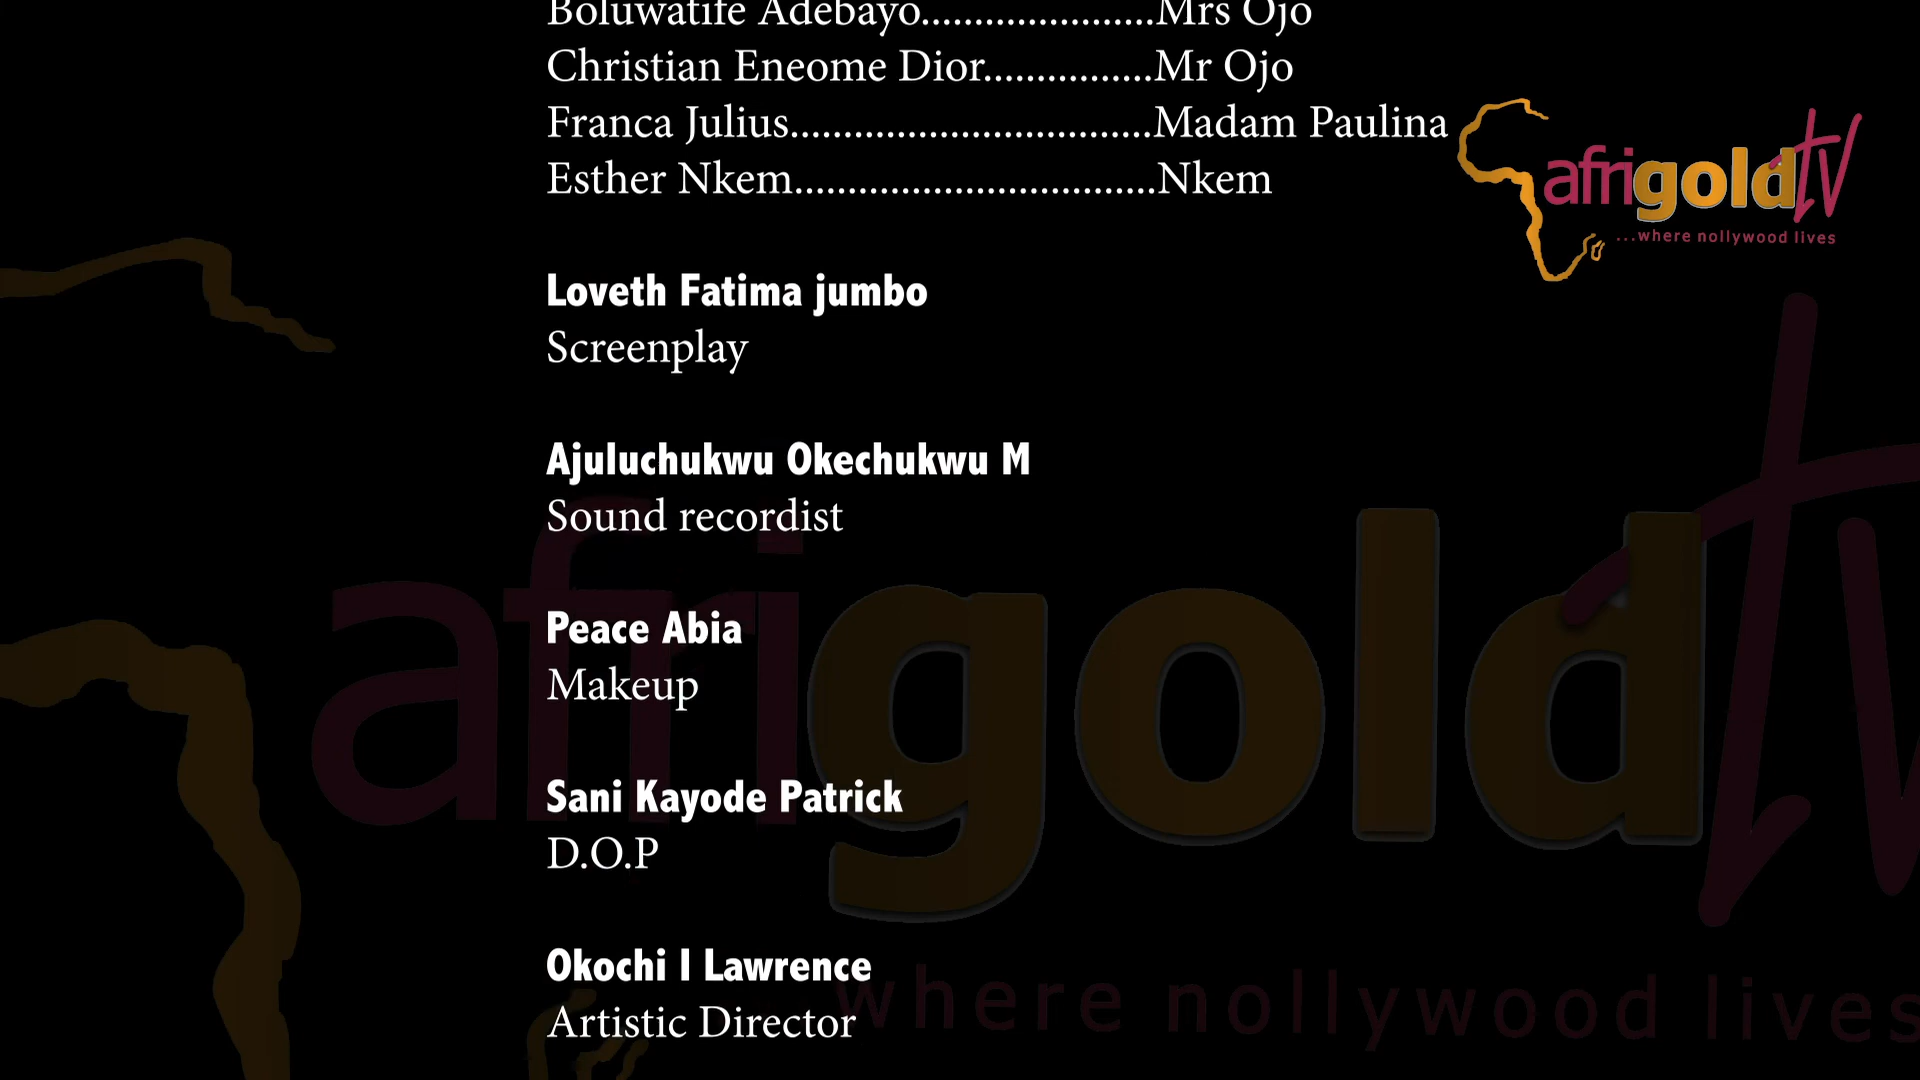 Boluwatife Adebayo......................Mrs Ojo
Christian Eneome Dior................Mr Ojo
Franca Julius..................................Madam Paulina
Esther Nkem..................................Nkem
afrigoldtv
...where nollywood lives
Loveth Fatima jumbo
Screenplay
Ajuluchukwu Okechukwu M
Sound recordist
Peace Abia
Makeup
Sani Kayode Patrick
D.O.P
Okochi I Lawrence
Artistic Director
afrigoldtv
where nollywood lives